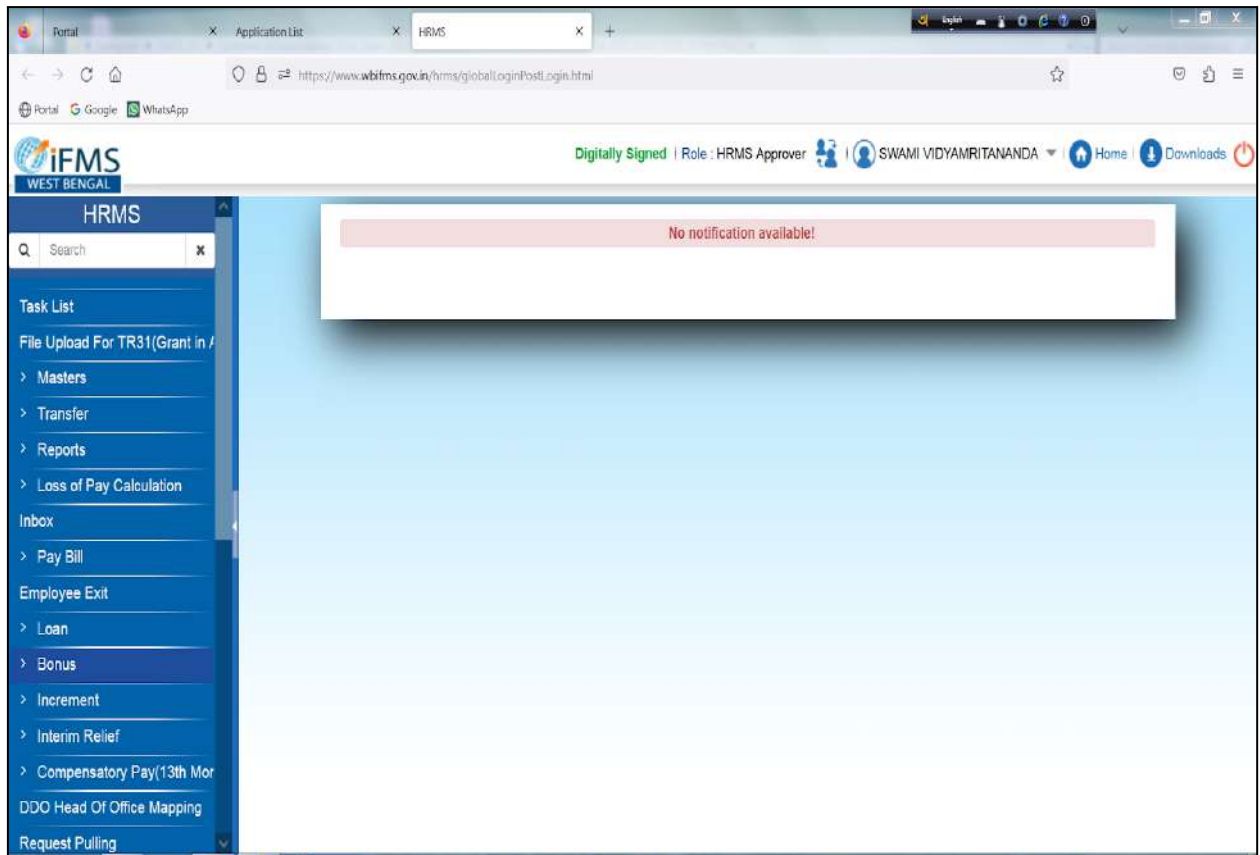 Portal
Application List
HRMS
English
https://www.wbifms.gov.in/hrms/globalLoginPostLogin.html
Portal
Google
WhatsApp
iFMS
WEST BENGAL
Digitally Signed | Role : HRMS Approver | SWAMI VIDYAMRITANANDA | Home | Downloads
HRMS
Search
No notification available!
Task List
File Upload For TR31(Grant in A
Masters
Transfer
Reports
Loss of Pay Calculation
Inbox
Pay Bill
Employee Exit
Loan
Bonus
Increment
Interim Relief
Compensatory Pay(13th Mor
DDO Head Of Office Mapping
Request Pulling